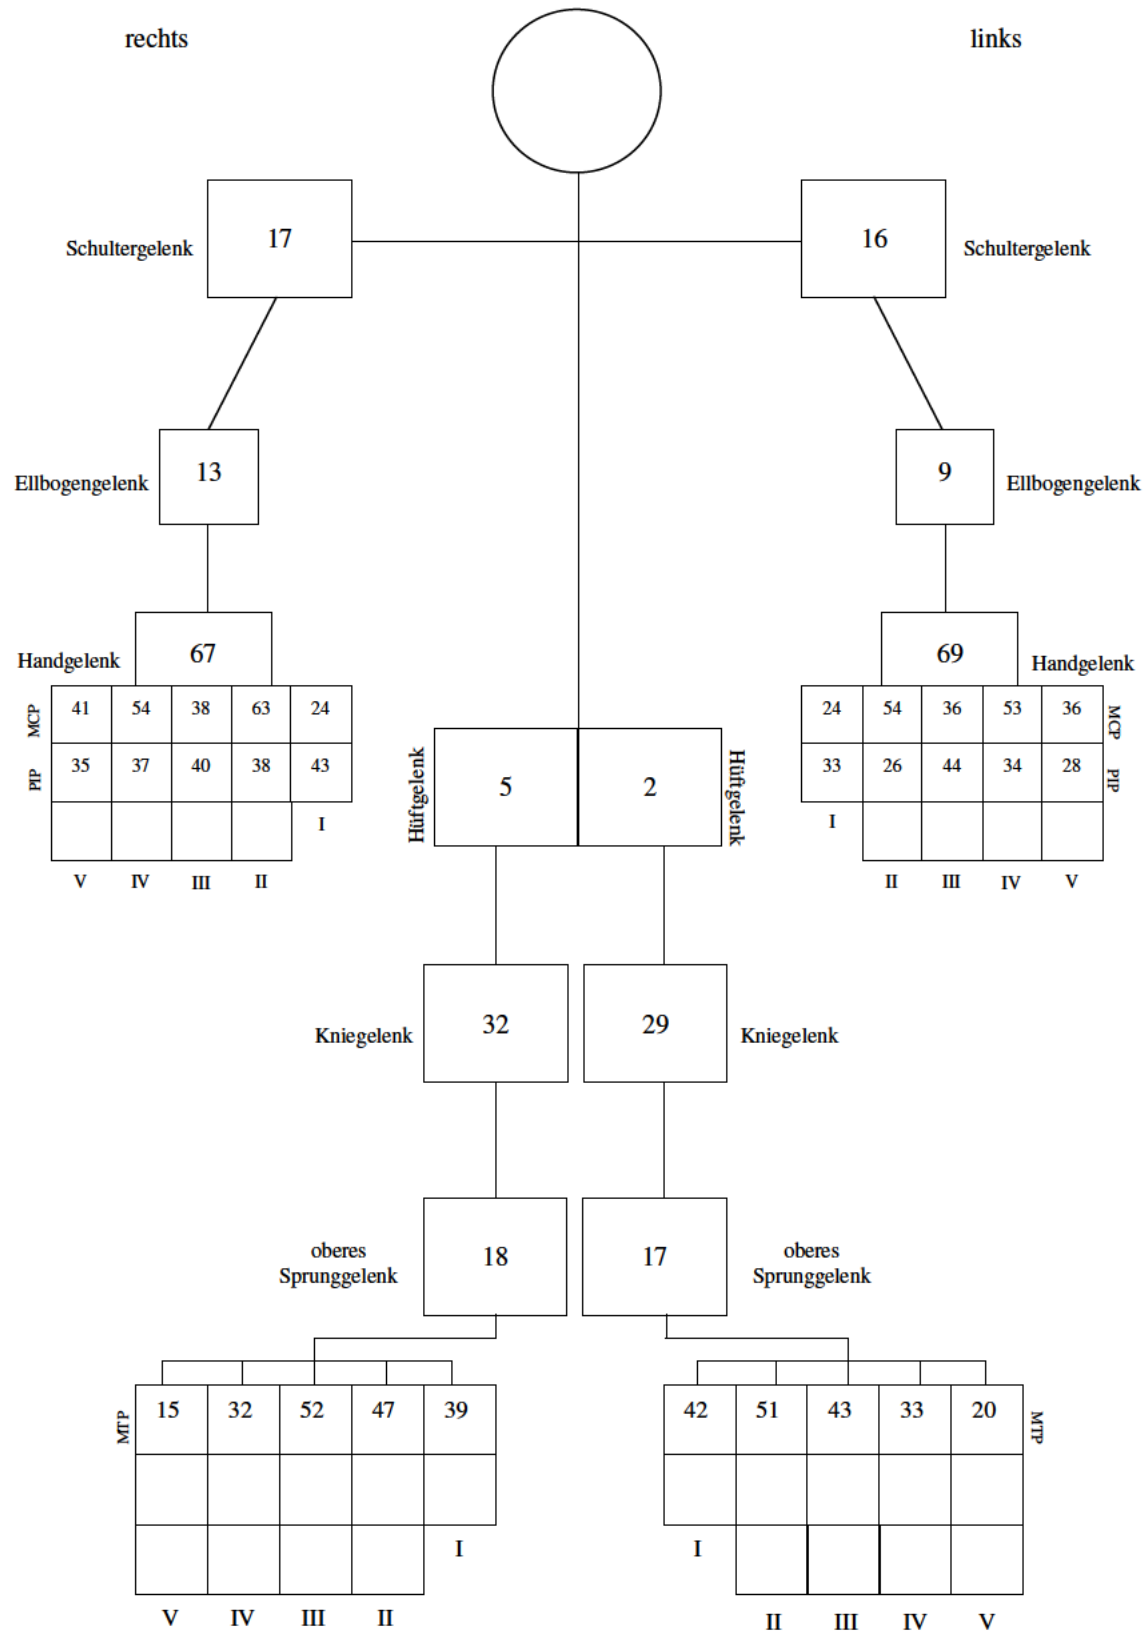 rechts
links
17
16
Schultergelenk
Schultergelenk
13
9
Ellbogengelenk
Ellbogengelenk
67
69
Handgelenk
Handgelenk
MCP 41 54 38 63 24
24 54 36 53 36 MCP
PIP 35 37 40 38 43
33 26 44 34 28 PIP
I
I
V IV III II
II III IV V
Hüftgelenk 5 2 Hüftgelenk
32 29
Kniegelenk
Kniegelenk
18 17
oberes
Sprunggelenk
oberes
Sprunggelenk
MTP 15 32 52 47 39
42 51 43 33 20 MTP
I
I
V IV III II
II III IV V